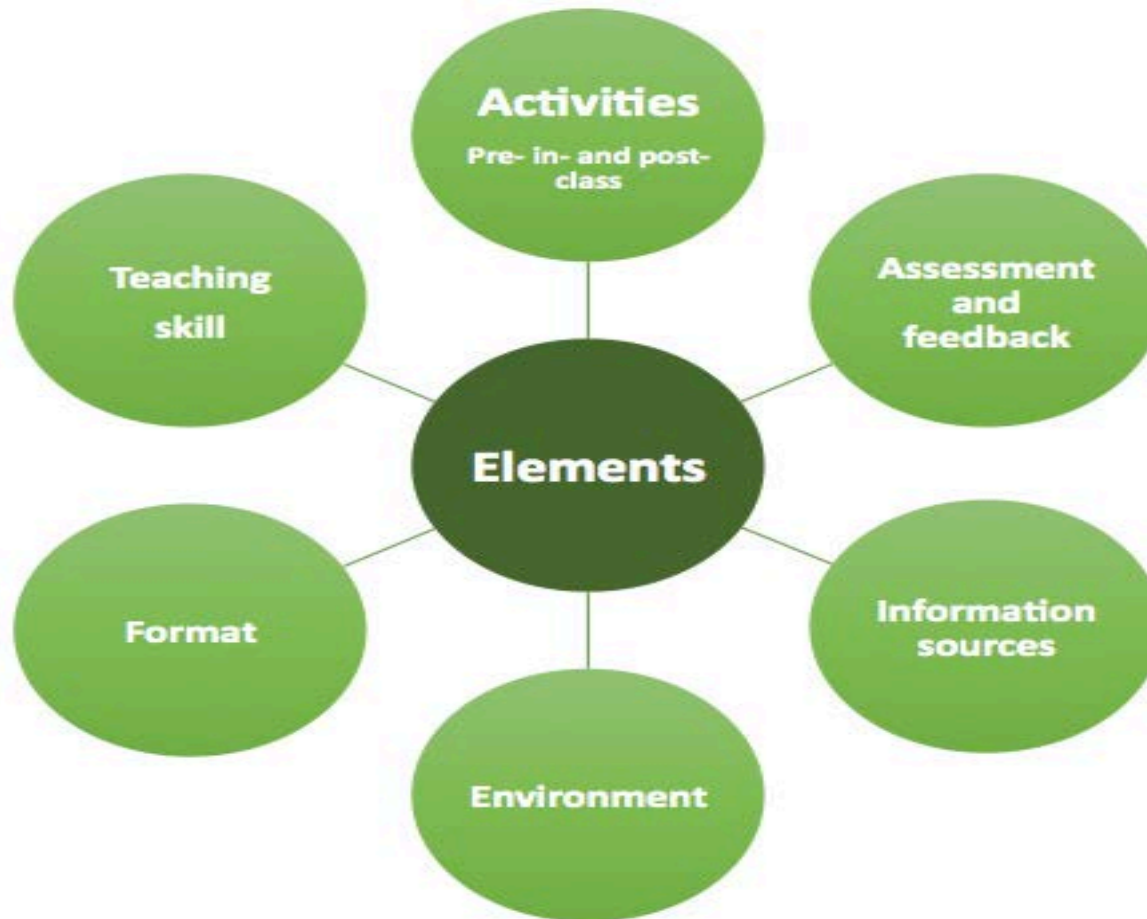 Activities
Pre- in- and post-
class
Teaching
skill
Assessment
and
feedback
Elements
Format
Information
sources
Environment